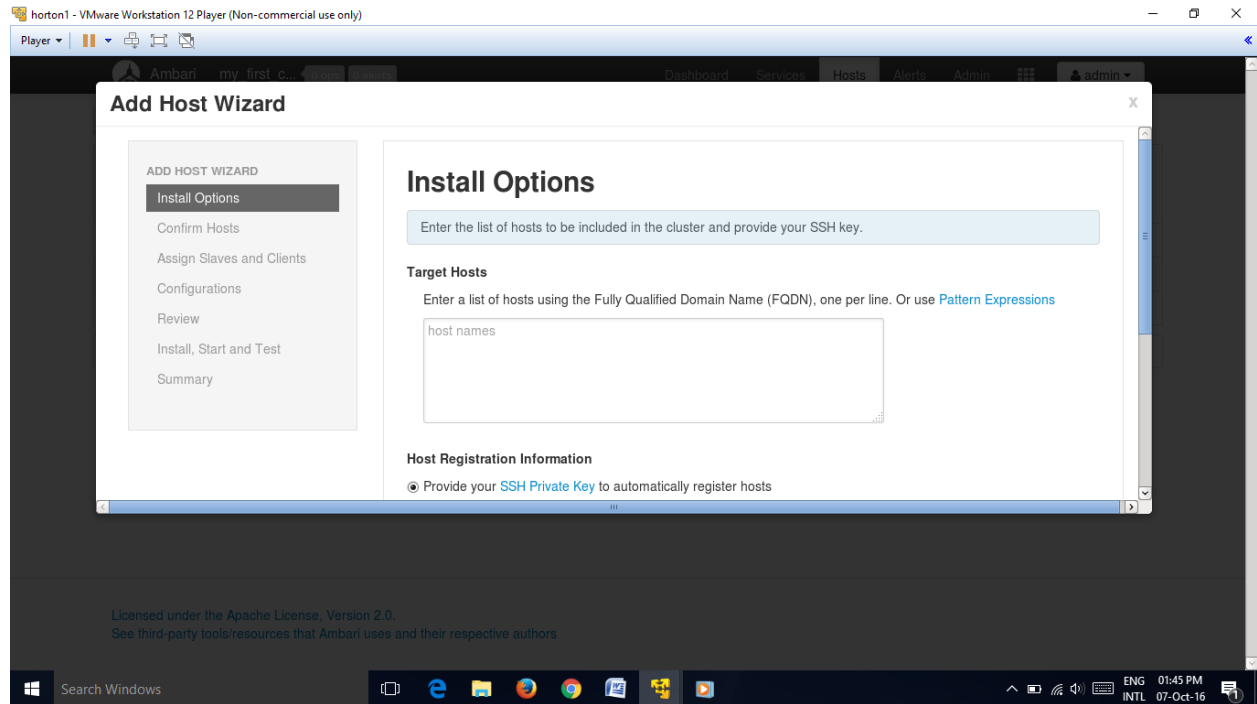 horton1 - VMware Workstation 12 Player (Non-commercial use only)
Player
Ambari my first c... 0 ops 0 alerts Dashboard Services Hosts Alerts Admin admin
Add Host Wizard X
ADD HOST WIZARD
Install Options
Confirm Hosts
Assign Slaves and Clients
Configurations
Review
Install, Start and Test
Summary
Install Options
Enter the list of hosts to be included in the cluster and provide your SSH key.
Target Hosts
Enter a list of hosts using the Fully Qualified Domain Name (FQDN), one per line. Or use Pattern Expressions
host names
Host Registration Information
Provide your SSH Private Key to automatically register hosts
Licensed under the Apache License, Version 2.0.
See third-party tools/resources that Ambari uses and their respective authors
Search Windows
ENG 01:45 PM
INTL 07-Oct-16